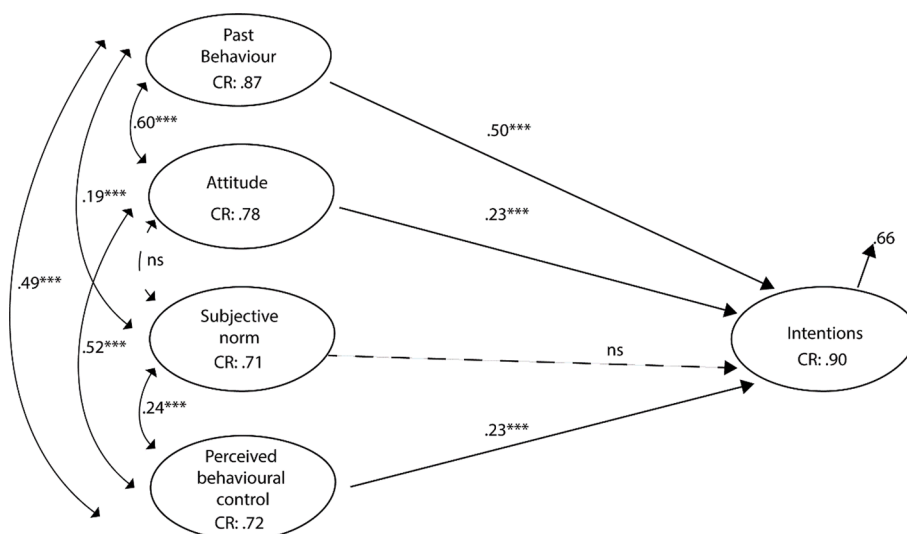 Past
Behaviour
CR: .87
.60***
.50***
Attitude
CR: .78
.19***
.23***
ns
.66
.49***
Subjective
norm
CR: .71
.52***
ns
Intentions
CR: .90
.24***
.23***
Perceived
behavioural
control
CR: .72